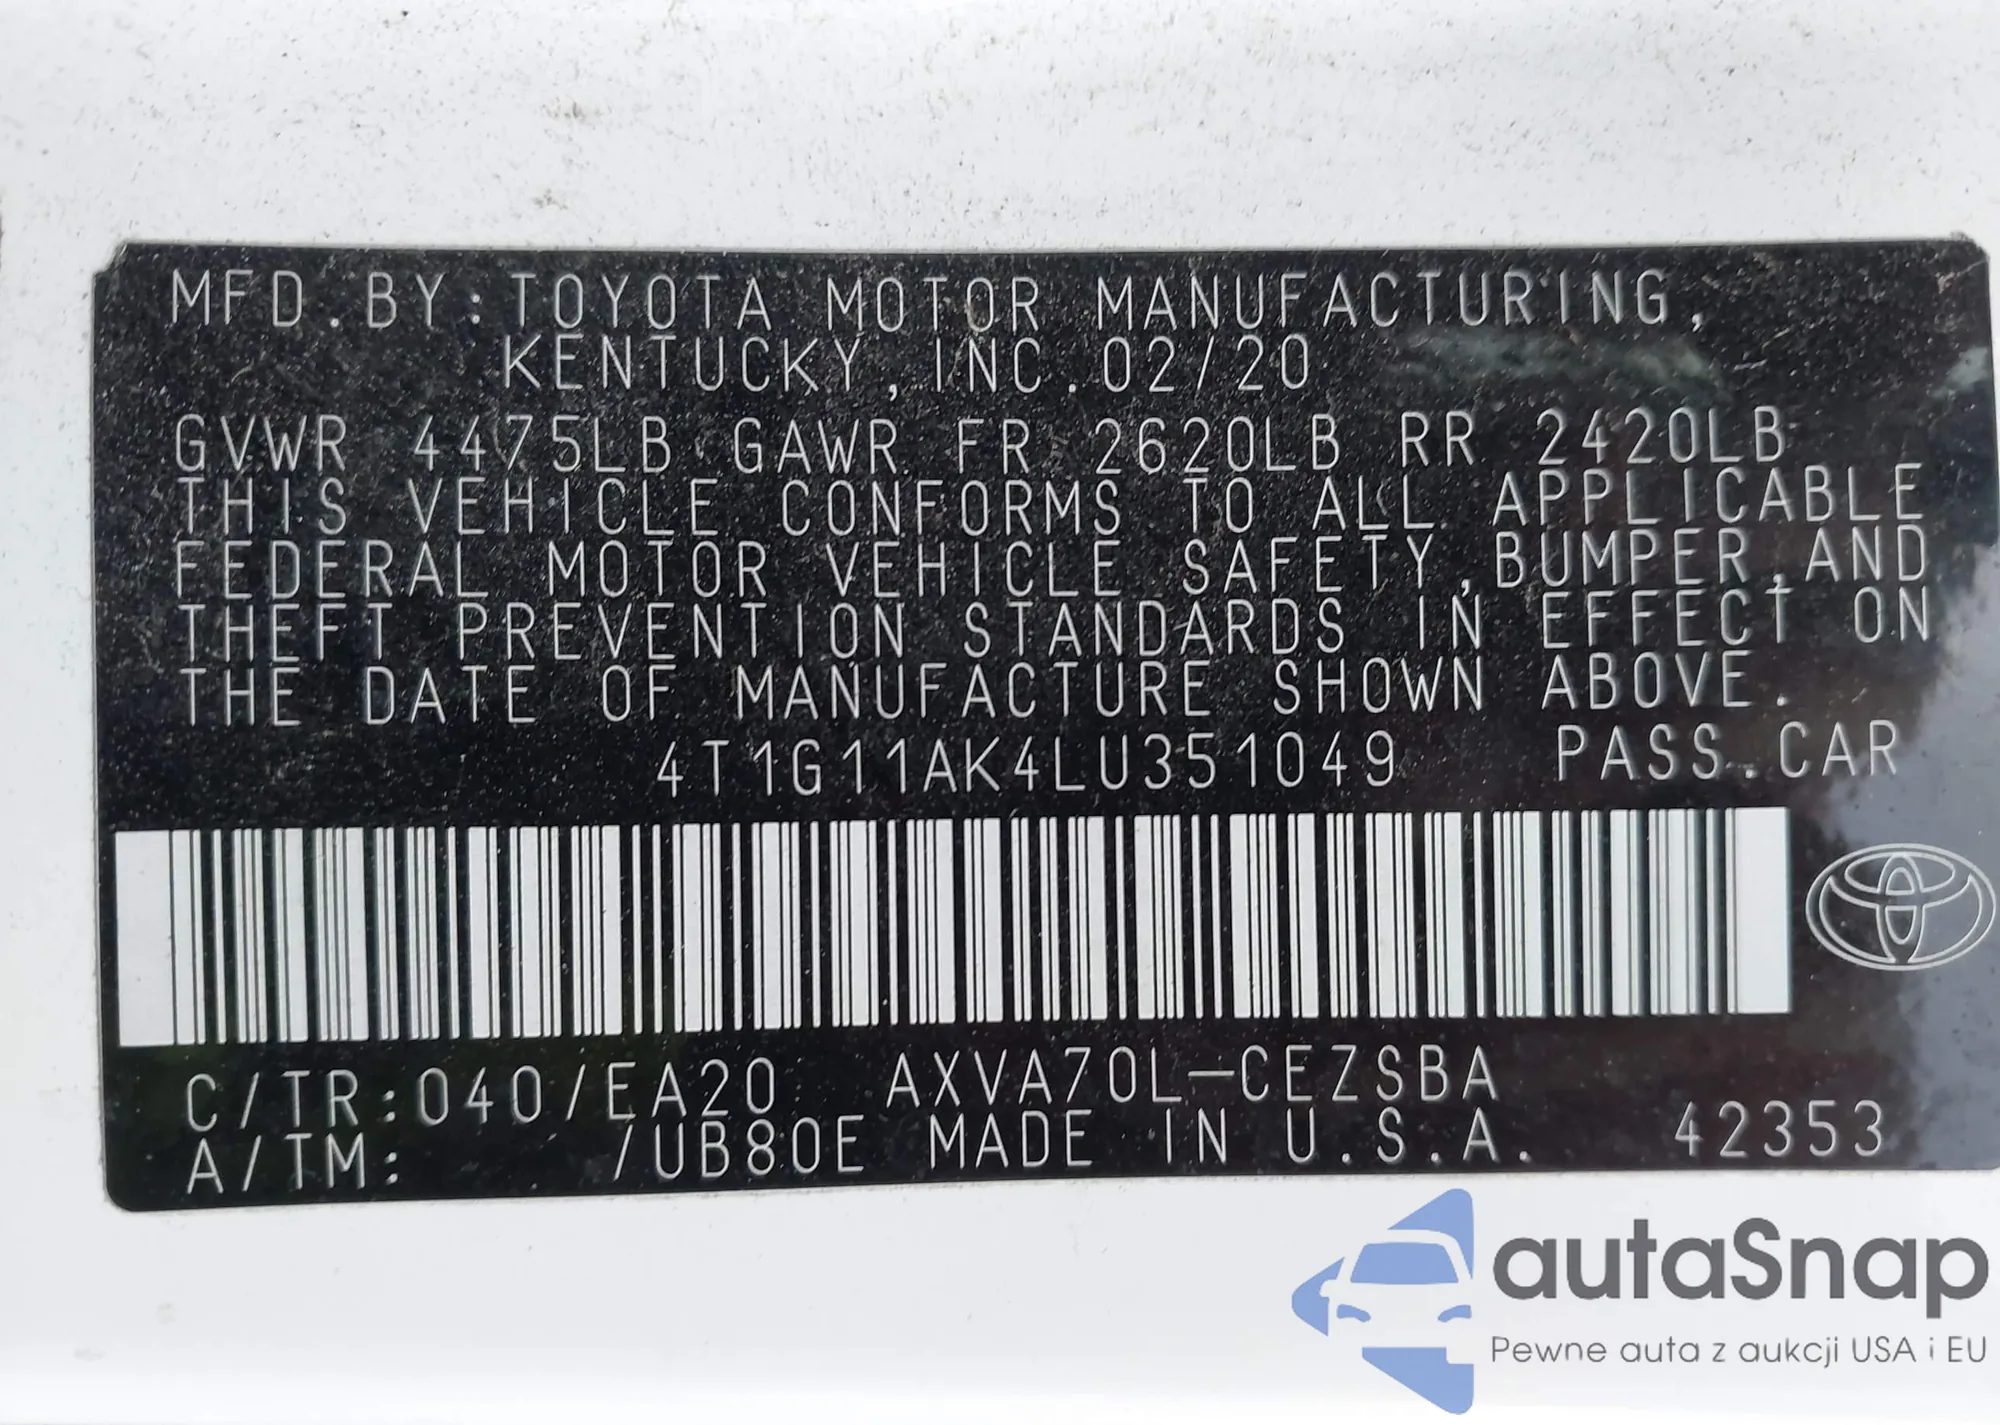 MFD.BY:TOYOTA MOTOR MANUFACTURING,
KENTUCKY,INC.02/20
GVWR 4475LB GAWR FR 2620LB RR 2420LB
THIS VEHICLE CONFORMS TO ALL APPLICABLE
FEDERAL MOTOR VEHICLE SAFETY,BUMPER,AND
THEFT PREVENTION STANDARDS IN EFFECT ON
THE DATE OF MANUFACTURE SHOWN ABOVE.
4T1G11AK4LU351049 PASS.CAR
C/TR:040/EA20 AXVA70L-CEZSBA
A/TM: /UB80E MADE IN U.S.A. 42353
autaSnap
Pewne auta z aukcji USA i EU